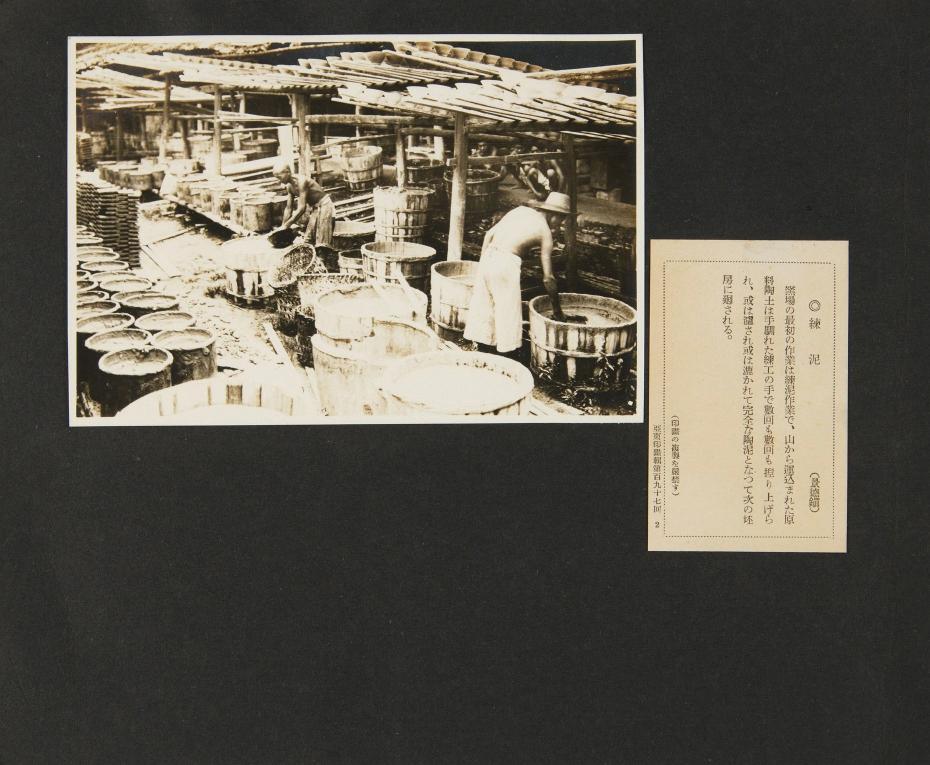 ◎練泥 (景德鎭)
窯場の最初の作業は練泥作業で、山から運込まれた原
料陶土は手馴れた練工の手で數回も數回も捏り上げら
れ、或は濾され或は漉かれて完全な陶泥となつて次の坯
房に廻される。
(印畫の複製を嚴禁す)
亞東印畫輯第百九十七回 2